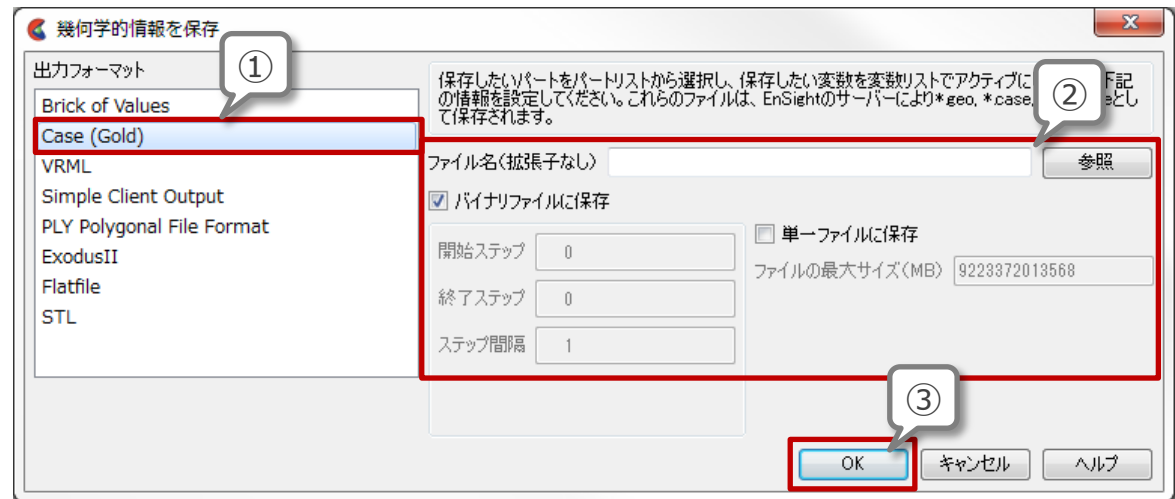 幾何学的情報を保存
①
出力フォーマット
Brick of Values
Case (Gold)
VRML
Simple Client Output
PLY Polygonal File Format
ExodusII
Flatfile
STL
保存したいパートをパートリストから選択し、保存したい変数を変数リストでアクティブに 下記
の情報を設定してください。これらのファイルは、EnSightのサーバーにより*geo, *.case, eとし
て保存されます。
②
ファイル名(拡張子なし)
参照
バイナリファイルに保存
開始ステップ 0
終了ステップ 0
ステップ間隔 1
単一ファイルに保存
ファイルの最大サイズ(MB) 9223372013568
③
OK
キャンセル
ヘルプ